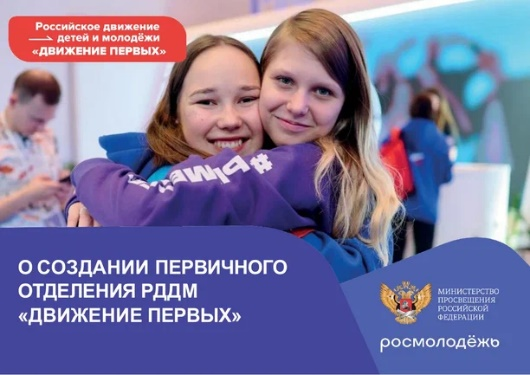 Российское движение
детей и молодёжи
«ДВИЖЕНИЕ ПЕРВЫХ»
О СОЗДАНИИ ПЕРВИЧНОГО
ОТДЕЛЕНИЯ РДДМ
«ДВИЖЕНИЕ ПЕРВЫХ»
МИНИСТЕРСТВО
ПРОСВЕЩЕНИЯ
РОССИЙСКОЙ
ФЕДЕРАЦИИ
росмолодёжь